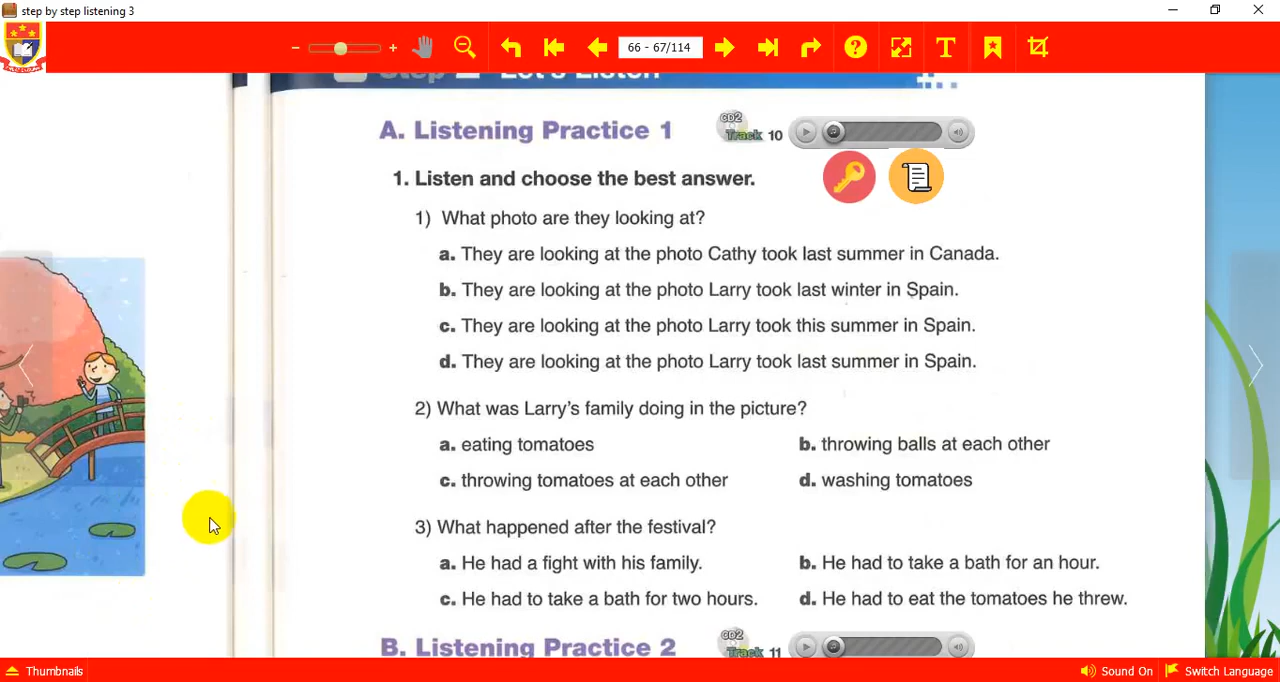 step by step listening 3
66 - 67/114
Step 2 Let's Listen
A. Listening Practice 1
CD2
Track 10
1. Listen and choose the best answer.
1) What photo are they looking at?
a. They are looking at the photo Cathy took last summer in Canada.
b. They are looking at the photo Larry took last winter in Spain.
c. They are looking at the photo Larry took this summer in Spain.
d. They are looking at the photo Larry took last summer in Spain.
2) What was Larry's family doing in the picture?
a. eating tomatoes
b. throwing balls at each other
c. throwing tomatoes at each other
d. washing tomatoes
3) What happened after the festival?
a. He had a fight with his family.
b. He had to take a bath for an hour.
c. He had to take a bath for two hours.
d. He had to eat the tomatoes he threw.
B. Listening Practice 2
CD2
Track 11
Thumbnails
Sound On
Switch Language